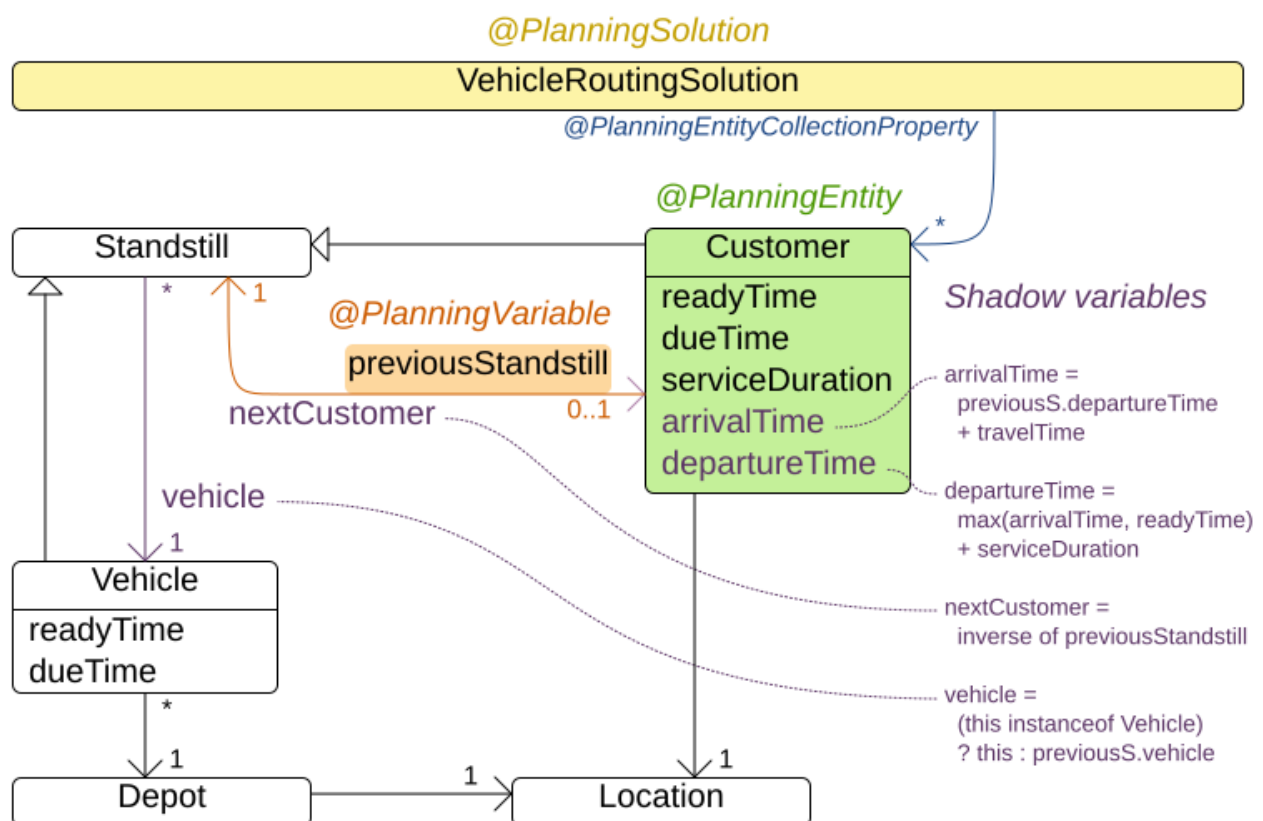 @PlanningSolution
VehicleRoutingSolution
@PlanningEntityCollectionProperty
@PlanningEntity
*
Standstill
Customer
*
1
@PlanningVariable
previousStandstill
0..1
nextCustomer
vehicle
1
readyTime
dueTime
serviceDuration
arrivalTime
departureTime
Shadow variables
arrivalTime =
previousS.departureTime
+ travelTime
departureTime =
max(arrivalTime, readyTime)
+ serviceDuration
nextCustomer =
inverse of previousStandstill
vehicle =
(this instanceof Vehicle)
? this : previousS.vehicle
Vehicle
readyTime
dueTime
*
1
Depot
1
1
Location